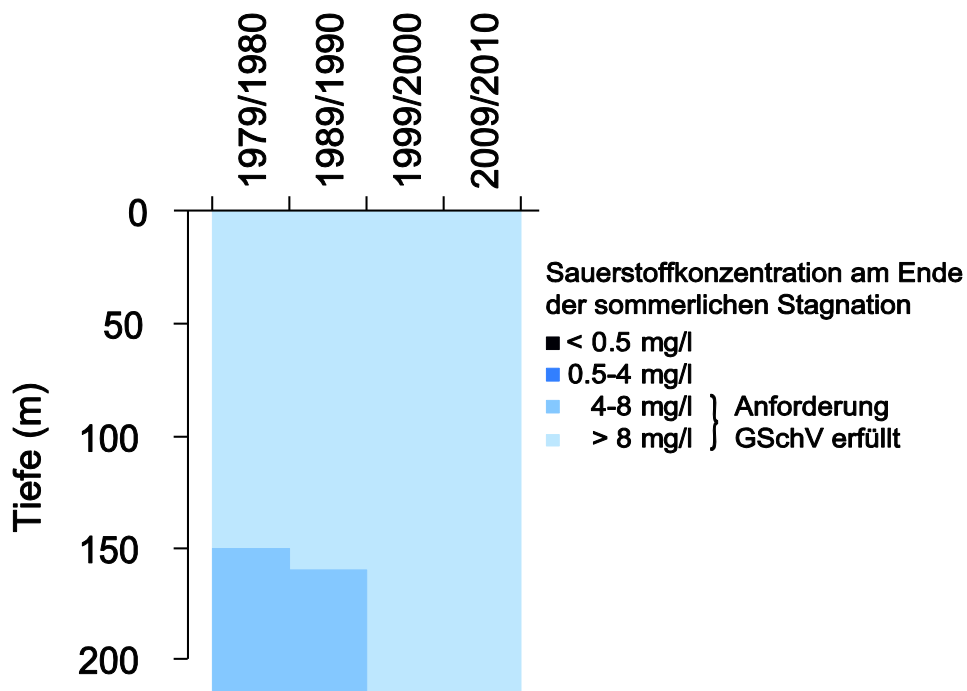 1979/1980
1989/1990
1999/2000
2009/2010
0
50
100
150
200
Tiefe (m)
Sauerstoffkonzentration am Ende
der sommerlichen Stagnation
< 0.5 mg/l
0.5-4 mg/l
4-8 mg/l } Anforderung
> 8 mg/l GSchV erfüllt